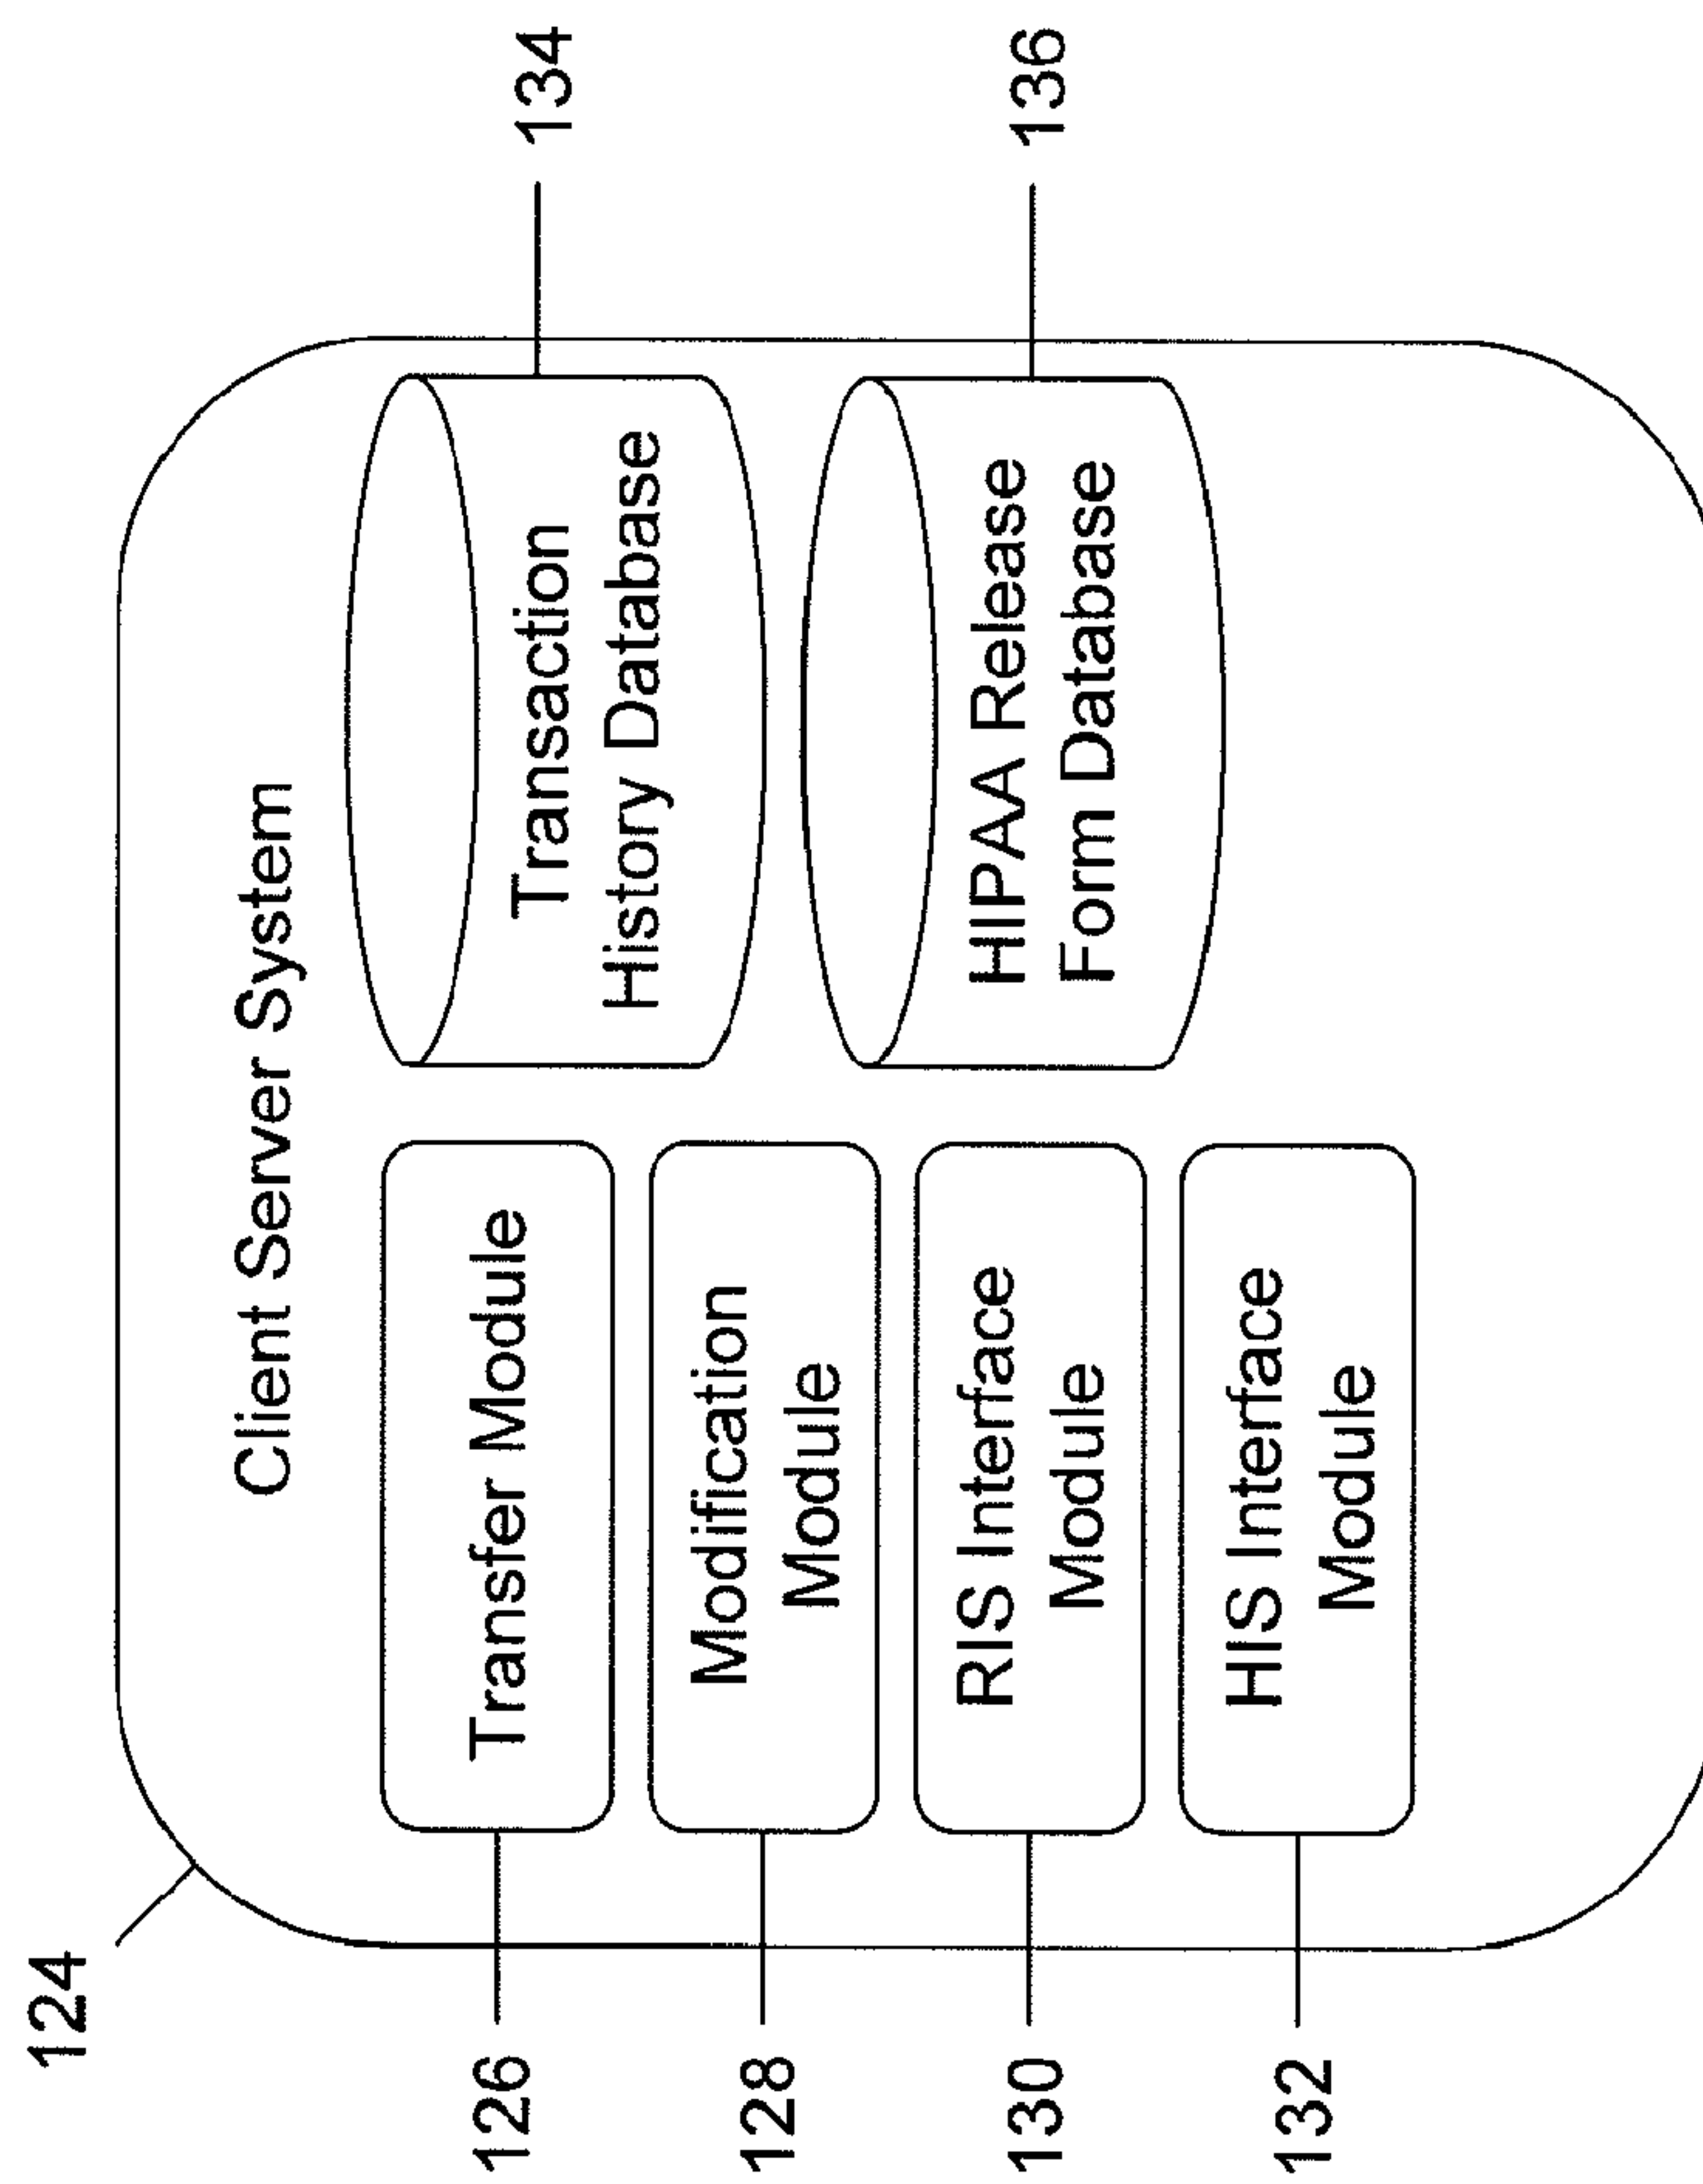 124
Client Server System
126
Transfer Module
128
Modification
Module
130
RIS Interface
Module
132
HIS Interface
Module
Transaction
History Database
134
HIPAA Release
Form Database
136